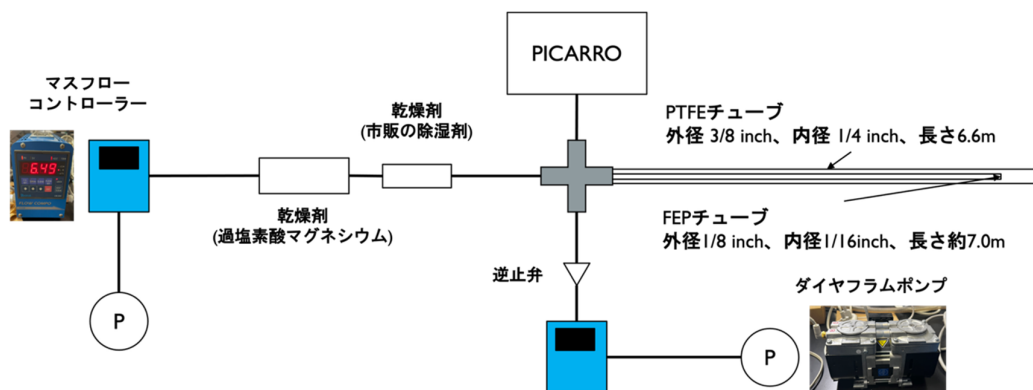 マスフロー
コントローラー
6.49
乾燥剤
(過塩素酸マグネシウム)
乾燥剤
(市販の除湿剤)
PICARRO
PTFEチューブ
外径 3/8 inch、内径 1/4 inch、長さ6.6m
FEPチューブ
外径1/8 inch、内径1/16inch、長さ約7.0m
逆止弁
ダイヤフラムポンプ
P
P